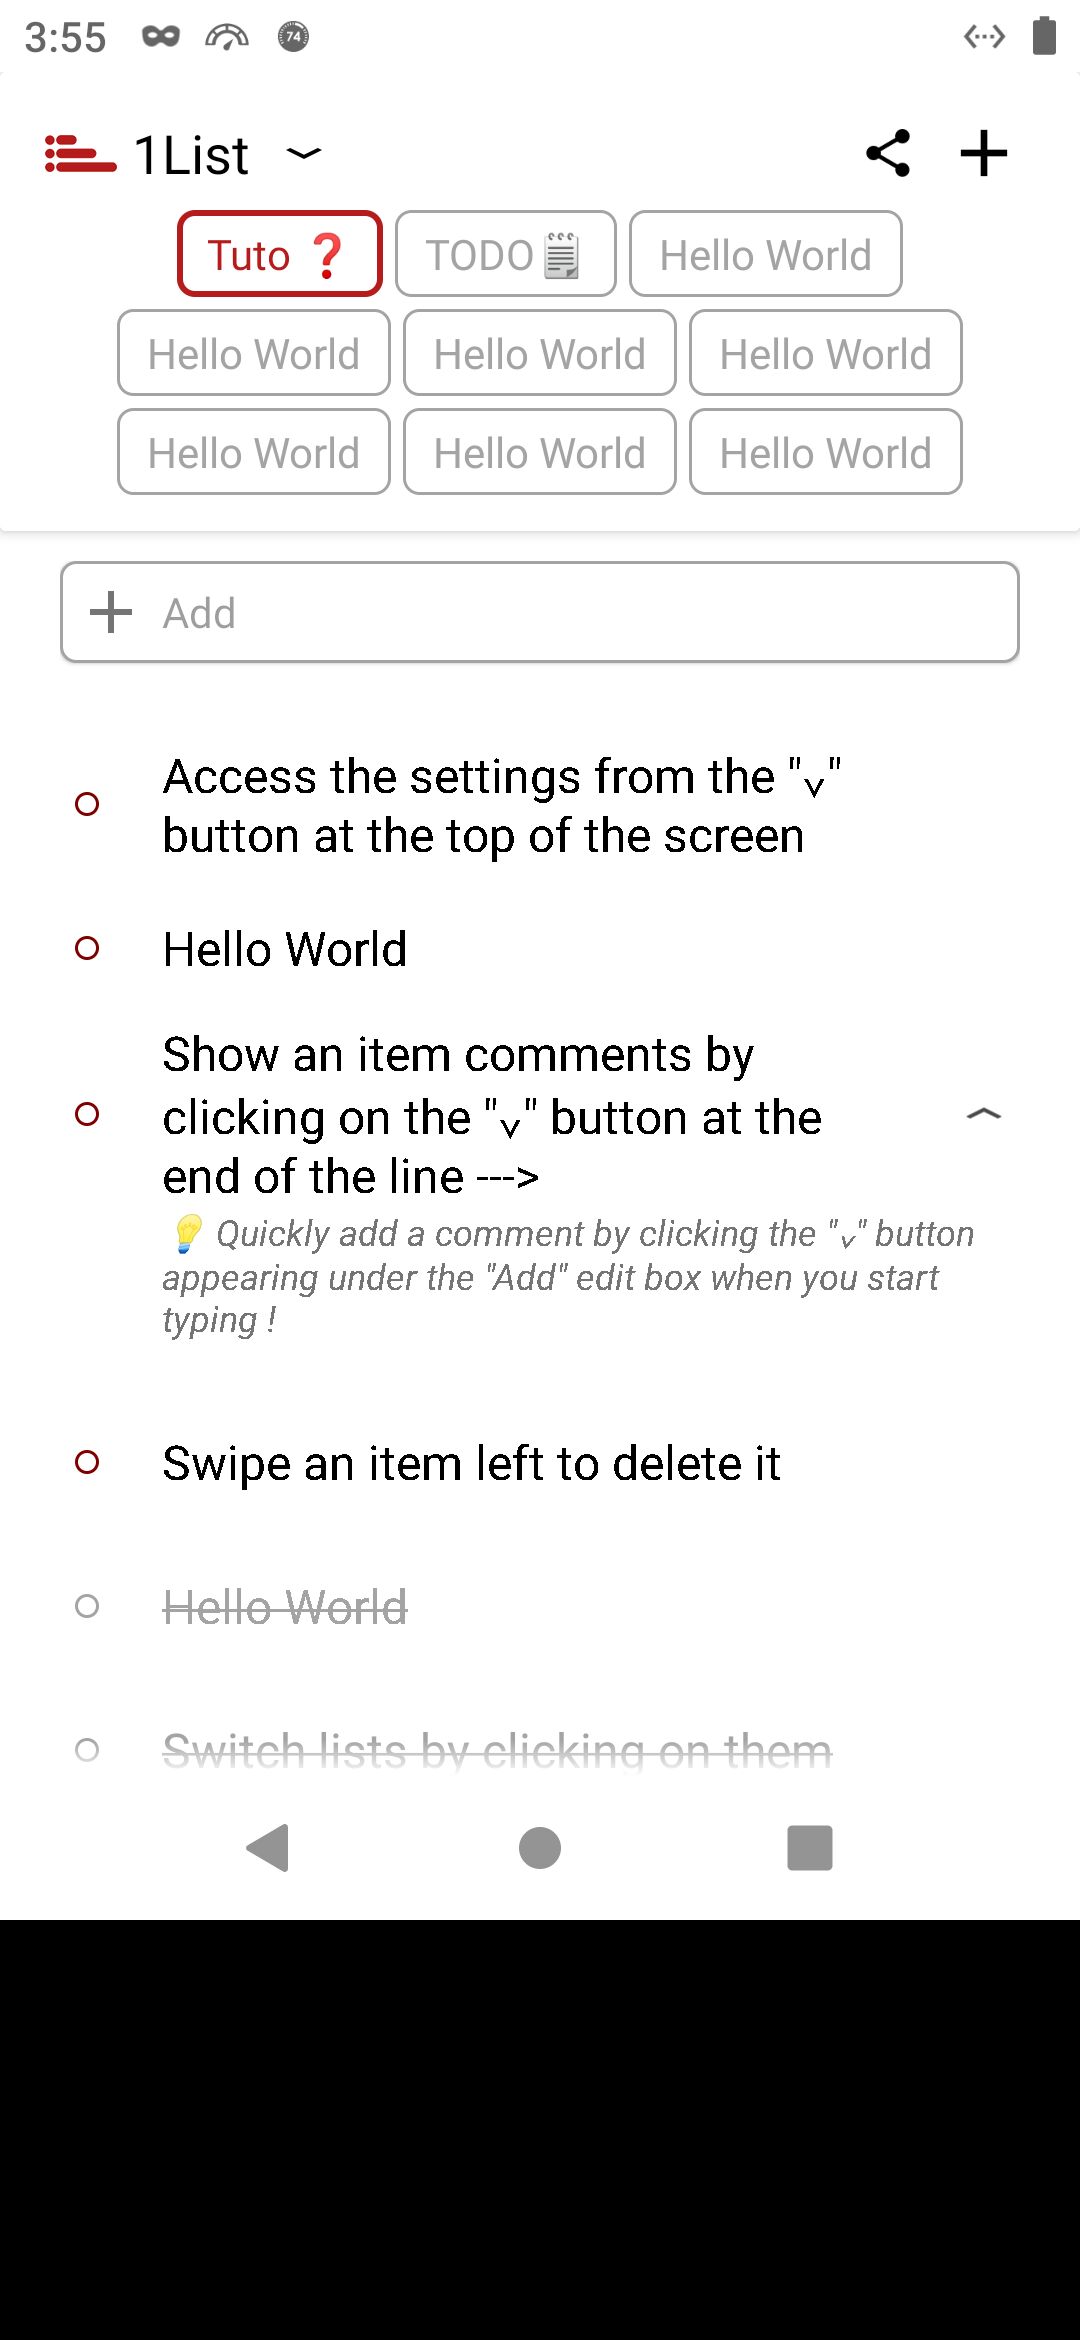 3:55
74
1List
Tuto ❓
TODO🗒
Hello World
Hello World
Hello World
Hello World
Hello World
Hello World
Hello World
Add
Access the settings from the "˅"
button at the top of the screen
Hello World
Show an item comments by
clicking on the "˅" button at the
end of the line --->
💡 Quickly add a comment by clicking the "˅" button
appearing under the "Add" edit box when you start
typing !
Swipe an item left to delete it
Hello World
Switch lists by clicking on them